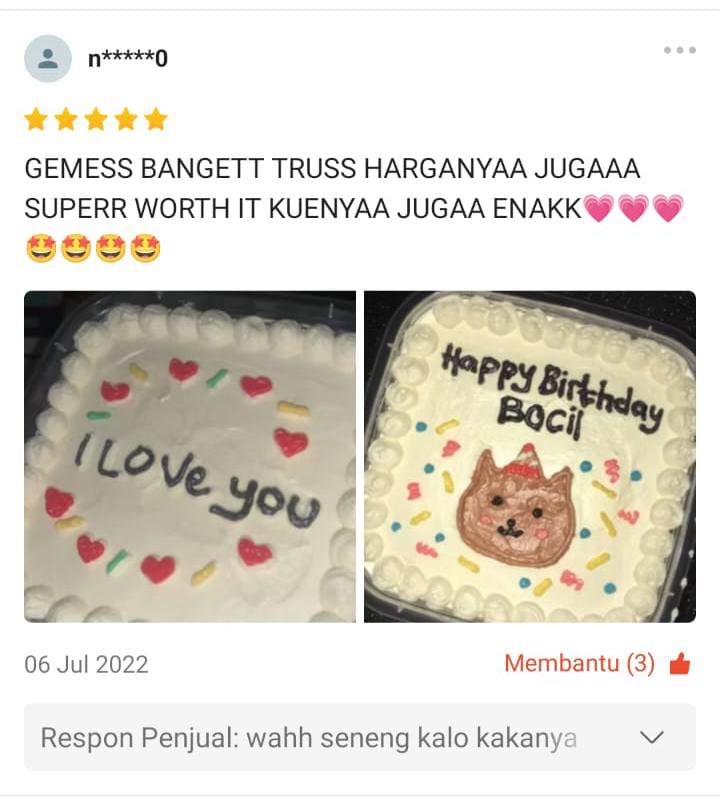 n*****0
GEMESS BANGETT TRUSS HARGANYAA JUGAAA
SUPERR WORTH IT KUENYAA JUGAA ENAKK💗💗💗
🤩🤩🤩🤩
I LOVe you
Happy Birthday
BOCil
06 Jul 2022
Membantu (3)
Respon Penjual: wahh seneng kalo kakanya